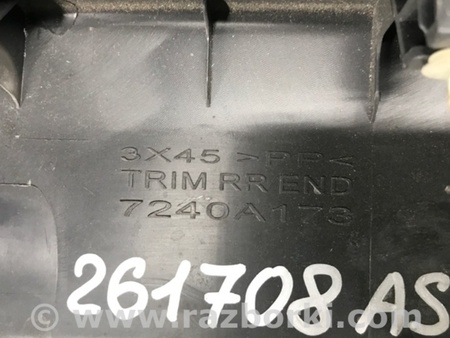 3X45 >PP<
TRIM RR END
7240A173
261708 AS
www.razborki.com